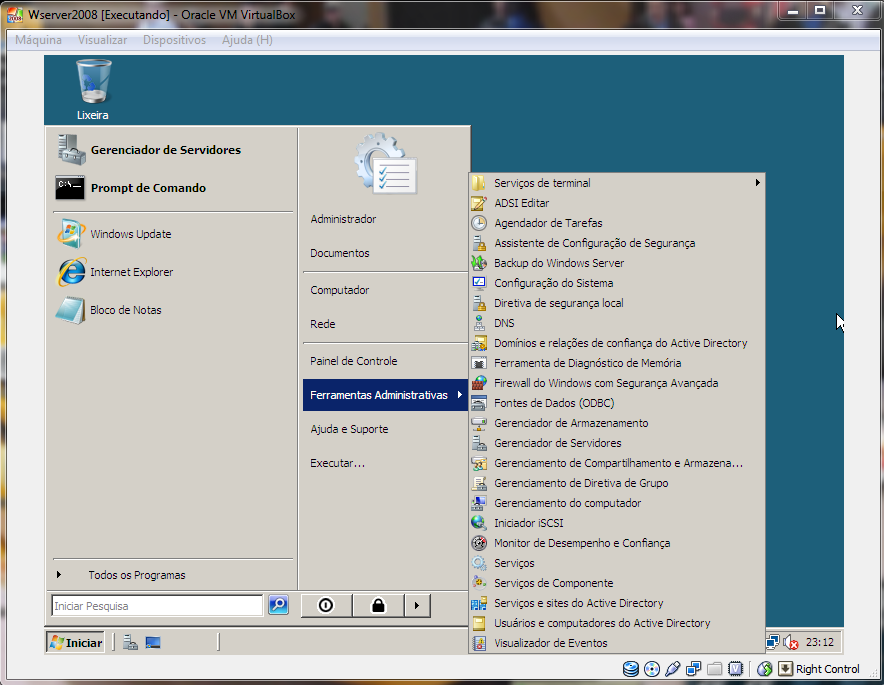 Wserver2008 [Executando] - Oracle VM VirtualBox
Máquina Visualizar Dispositivos Ajuda (H)
Lixeira
Gerenciador de Servidores
Prompt de Comando
Windows Update
Internet Explorer
Bloco de Notas
Todos os Programas
Iniciar Pesquisa
Administrador
Documentos
Computador
Rede
Painel de Controle
Ferramentas Administrativas
Ajuda e Suporte
Executar...
Serviços de terminal
ADSI Editar
Agendador de Tarefas
Assistente de Configuração de Segurança
Backup do Windows Server
Configuração do Sistema
Diretiva de segurança local
DNS
Domínios e relações de confiança do Active Directory
Ferramenta de Diagnóstico de Memória
Firewall do Windows com Segurança Avançada
Fontes de Dados (ODBC)
Gerenciador de Armazenamento
Gerenciador de Servidores
Gerenciamento de Compartilhamento e Armazena...
Gerenciamento de Diretiva de Grupo
Gerenciamento do computador
Iniciador iSCSI
Monitor de Desempenho e Confiança
Serviços
Serviços de Componente
Serviços e sites do Active Directory
Usuários e computadores do Active Directory
Visualizador de Eventos
Iniciar
23:12
Right Control